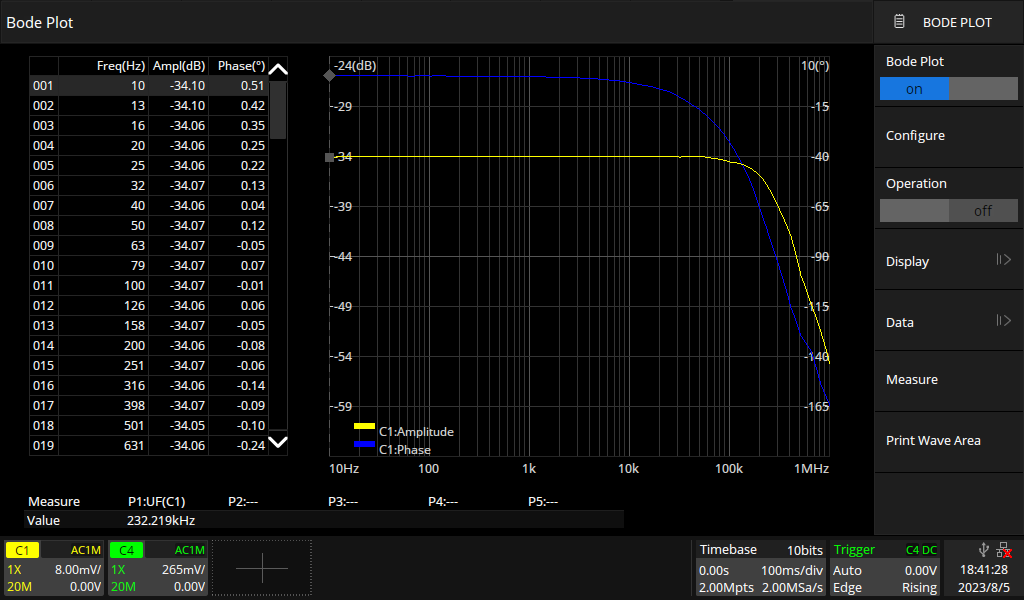 Bode Plot
BODE PLOT
Freq(Hz) Ampl(dB) Phase(°)
001 10 -34.10 0.51
002 13 -34.10 0.42
003 16 -34.06 0.35
004 20 -34.06 0.25
005 25 -34.06 0.22
006 32 -34.07 0.13
007 40 -34.06 0.04
008 50 -34.07 0.12
009 63 -34.07 -0.05
010 79 -34.07 0.07
011 100 -34.07 -0.01
012 126 -34.06 0.06
013 158 -34.07 -0.05
014 200 -34.06 -0.08
015 251 -34.07 -0.06
016 316 -34.06 -0.14
017 398 -34.07 -0.09
018 501 -34.05 -0.10
019 631 -34.06 -0.24
-24(dB) 10(°)
-29 -15
-34 -40
-39 -65
-44 -90
-49 -115
-54 -140
-59 -165
C1:Amplitude
C1:Phase
10Hz 100 1k 10k 100k 1MHz
Bode Plot
on
Configure
Operation
off
Display
Data
Measure
Print Wave Area
Measure P1:UF(C1) P2:--- P3:--- P4:--- P5:---
Value 232.219kHz
C1 AC1M
1X 8.00mV/
20M 0.00V
C4 AC1M
1X 265mV/
20M 0.00V
Timebase 10bits
0.00s 100ms/div
2.00Mpts 2.00MSa/s
Trigger C4 DC
Auto 0.00V
Edge Rising
18:41:28
2023/8/5